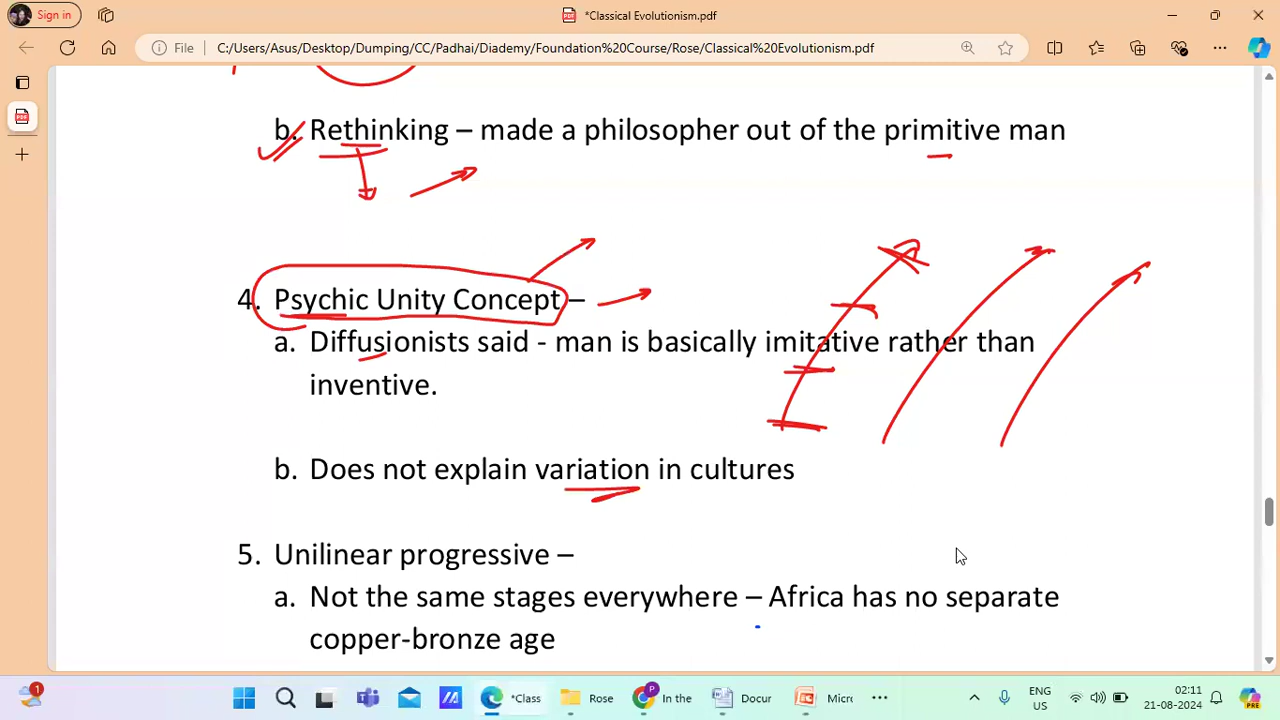 Sign in
*Classical Evolutionism.pdf
File C:/Users/Asus/Desktop/Dumping/CC/Padhai/Diademy/Foundation%20Course/Rose/Classical%20Evolutionism.pdf
b. Rethinking – made a philosopher out of the primitive man
4. Psychic Unity Concept –
a. Diffusionists said - man is basically imitative rather than
inventive.
b. Does not explain variation in cultures
5. Unilinear progressive –
a. Not the same stages everywhere – Africa has no separate
copper-bronze age
1
*Class
Rose
In the
Docur
Micro
ENG
US
02:11
21-08-2024
PRE